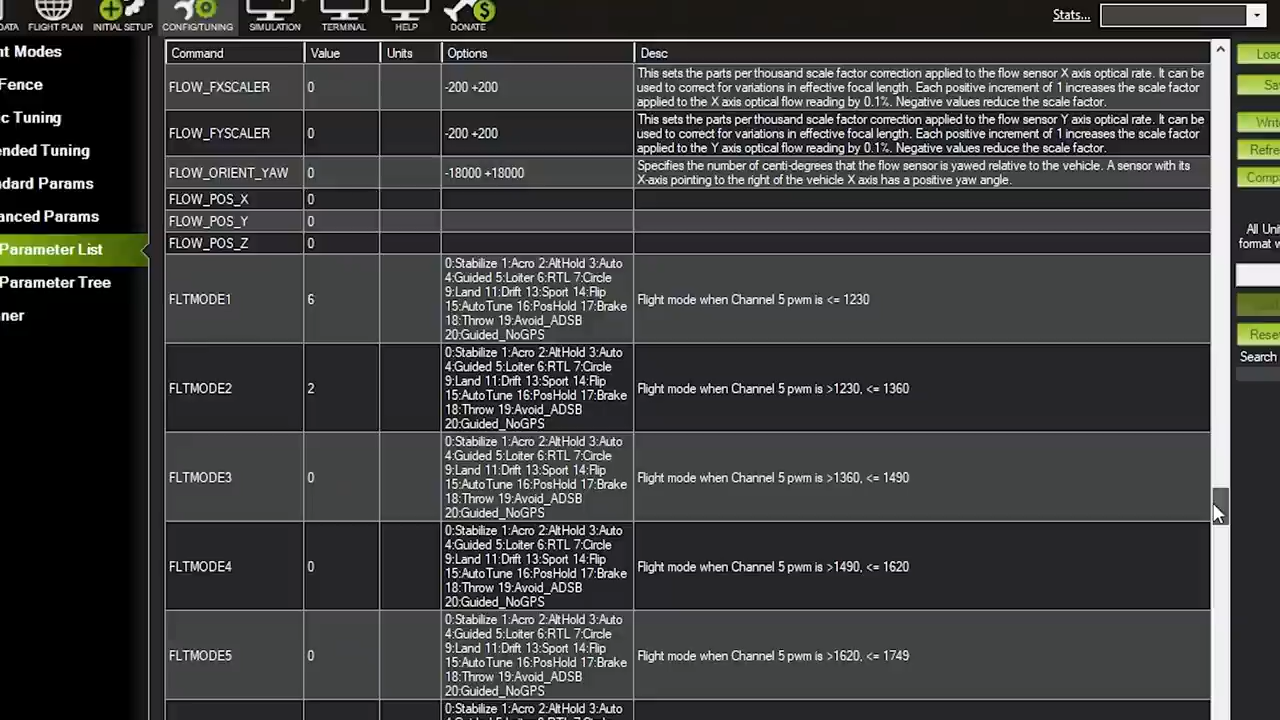 DATA FLIGHT PLAN INITIAL SETUP CONFIG/TUNING SIMULATION TERMINAL HELP DONATE
Stats...
nt Modes
Fence
c Tuning
ended Tuning
ndard Params
anced Params
Parameter List
Parameter Tree
ner
Command Value Units Options Desc
FLOW_FXSCALER 0 -200 +200
This sets the parts per thousand scale factor correction applied to the flow sensor X axis optical rate. It can be
used to correct for variations in effective focal length. Each positive increment of 1 increases the scale factor
applied to the X axis optical flow reading by 0.1%. Negative values reduce the scale factor.
FLOW_FYSCALER 0 -200 +200
This sets the parts per thousand scale factor correction applied to the flow sensor Y axis optical rate. It can be
used to correct for variations in effective focal length. Each positive increment of 1 increases the scale factor
applied to the Y axis optical flow reading by 0.1%. Negative values reduce the scale factor.
FLOW_ORIENT_YAW 0 -18000 +18000
Specifies the number of centi-degrees that the flow sensor is yawed relative to the vehicle. A sensor with its
X-axis pointing to the right of the vehicle X axis has a positive yaw angle.
FLOW_POS_X 0
FLOW_POS_Y 0
FLOW_POS_Z 0
FLTMODE1 6
0:Stabilize 1:Acro 2:AltHold 3:Auto
4:Guided 5:Loiter 6:RTL 7:Circle
9:Land 11:Drift 13:Sport 14:Flip
15:AutoTune 16:PosHold 17:Brake
18:Throw 19:Avoid_ADSB
20:Guided_NoGPS
Flight mode when Channel 5 pwm is <= 1230
FLTMODE2 2
0:Stabilize 1:Acro 2:AltHold 3:Auto
4:Guided 5:Loiter 6:RTL 7:Circle
9:Land 11:Drift 13:Sport 14:Flip
15:AutoTune 16:PosHold 17:Brake
18:Throw 19:Avoid_ADSB
20:Guided_NoGPS
Flight mode when Channel 5 pwm is >1230, <= 1360
FLTMODE3 0
0:Stabilize 1:Acro 2:AltHold 3:Auto
4:Guided 5:Loiter 6:RTL 7:Circle
9:Land 11:Drift 13:Sport 14:Flip
15:AutoTune 16:PosHold 17:Brake
18:Throw 19:Avoid_ADSB
20:Guided_NoGPS
Flight mode when Channel 5 pwm is >1360, <= 1490
FLTMODE4 0
0:Stabilize 1:Acro 2:AltHold 3:Auto
4:Guided 5:Loiter 6:RTL 7:Circle
9:Land 11:Drift 13:Sport 14:Flip
15:AutoTune 16:PosHold 17:Brake
18:Throw 19:Avoid_ADSB
20:Guided_NoGPS
Flight mode when Channel 5 pwm is >1490, <= 1620
FLTMODE5 0
0:Stabilize 1:Acro 2:AltHold 3:Auto
4:Guided 5:Loiter 6:RTL 7:Circle
9:Land 11:Drift 13:Sport 14:Flip
15:AutoTune 16:PosHold 17:Brake
18:Throw 19:Avoid_ADSB
20:Guided_NoGPS
Flight mode when Channel 5 pwm is >1620, <= 1749
0:Stabilize 1:Acro 2:AltHold 3:Auto
Load
Sa
Writ
Refre
Comp
All Uni
format w
Reset
Search